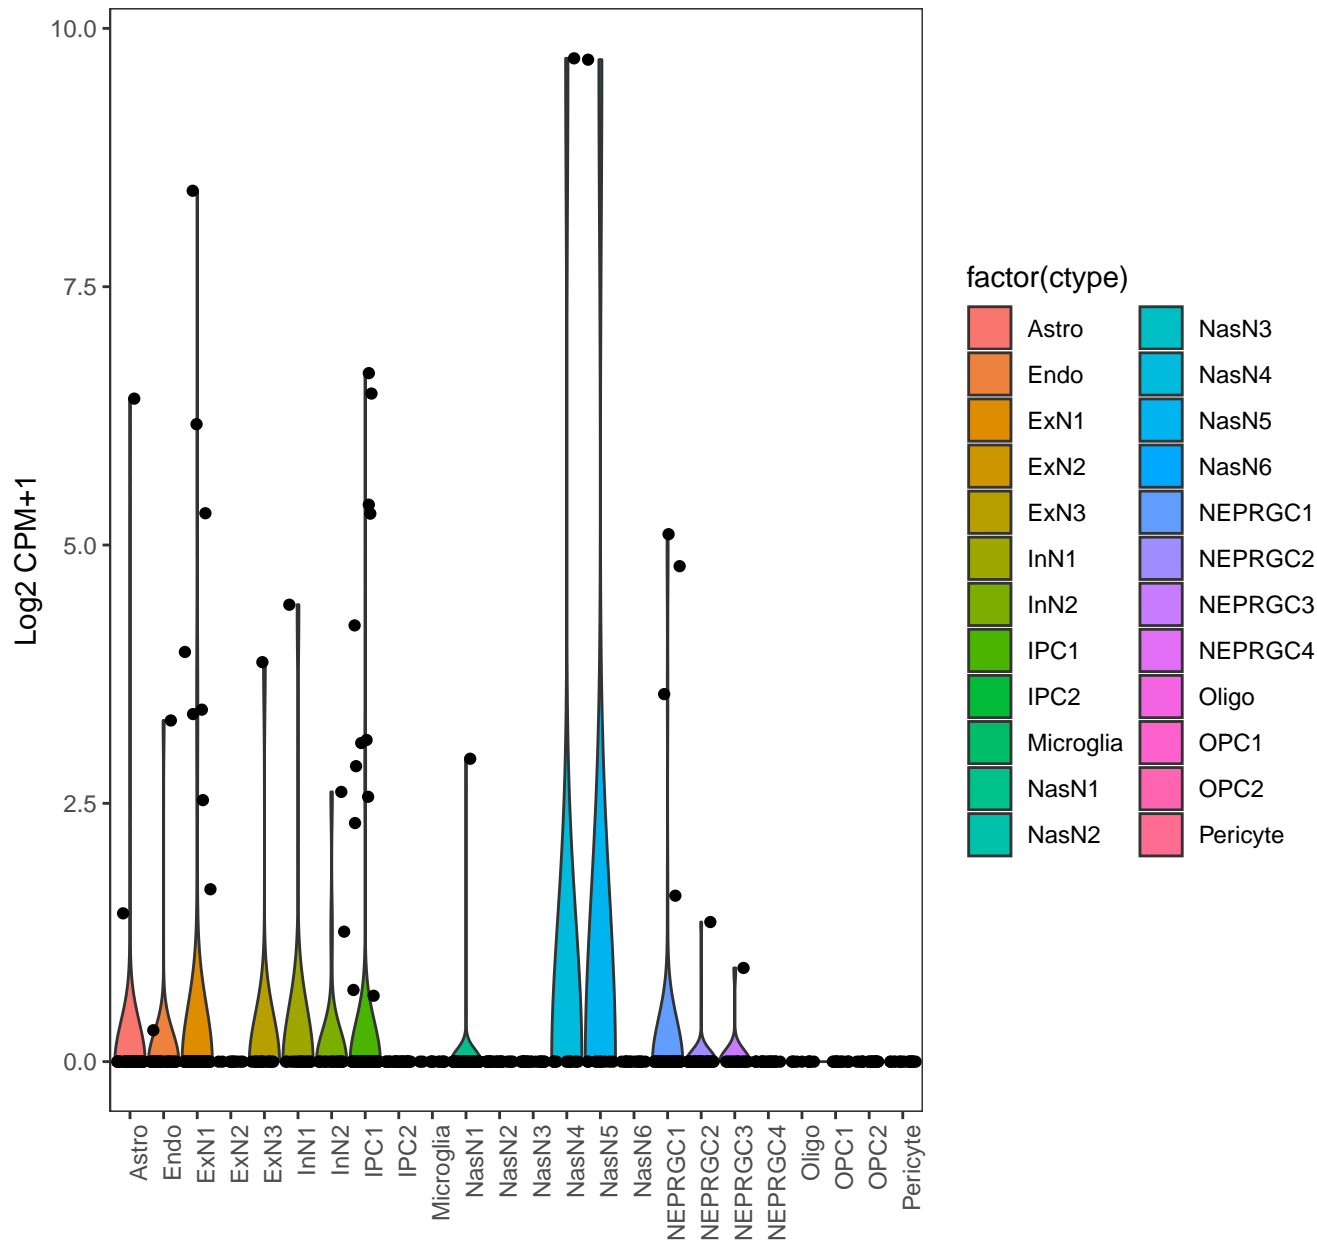 10.0
7.5
5.0
2.5
0.0
Log2 CPM+1
Astro
Endo
ExN1
ExN2
ExN3
InN1
InN2
IPC1
IPC2
Microglia
NasN1
NasN2
NasN3
NasN4
NasN5
NasN6
NEPRGC1
NEPRGC2
NEPRGC3
NEPRGC4
Oligo
OPC1
OPC2
Pericyte
factor(ctype)
Astro
Endo
ExN1
ExN2
ExN3
InN1
InN2
IPC1
IPC2
Microglia
NasN1
NasN2
NasN3
NasN4
NasN5
NasN6
NEPRGC1
NEPRGC2
NEPRGC3
NEPRGC4
Oligo
OPC1
OPC2
Pericyte